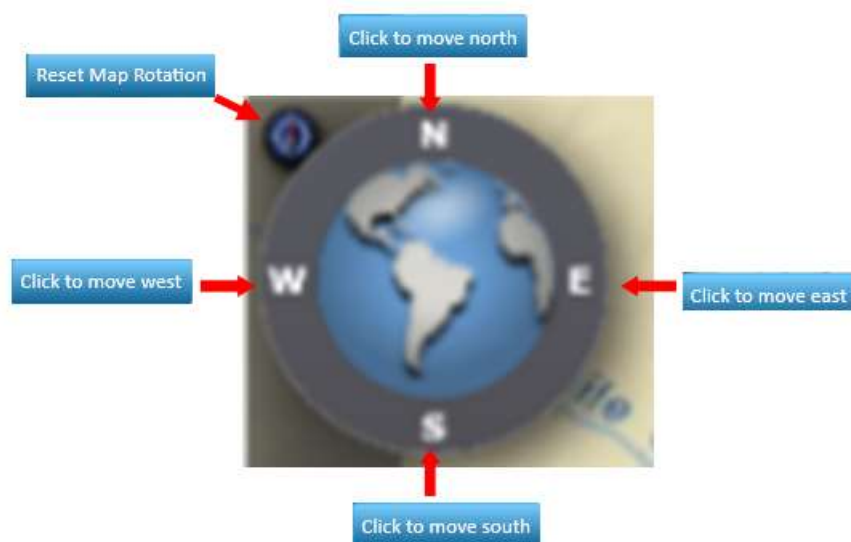 Click to move north
Reset Map Rotation
N
Click to move west
W
E
Click to move east
S
Click to move south